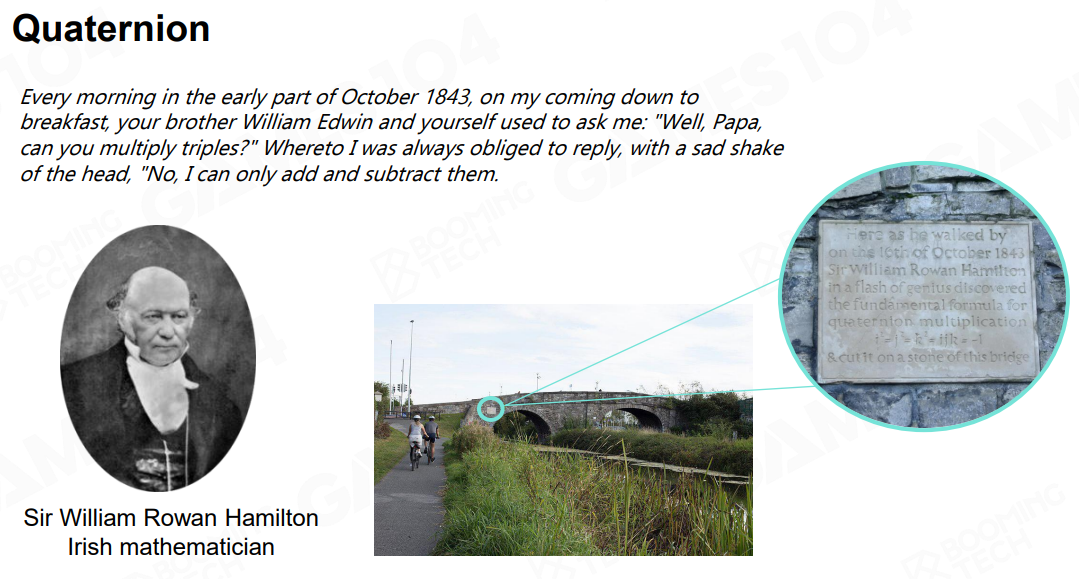 Quaternion
Every morning in the early part of October 1843, on my coming down to
breakfast, your brother William Edwin and yourself used to ask me: "Well, Papa,
can you multiply triples?" Whereto I was always obliged to reply, with a sad shake
of the head, "No, I can only add and subtract them.
Here as he walked by
on the 16th of October 1843
Sir William Rowan Hamilton
in a flash of genius discovered
the fundamental formula for
quaternion multiplication
i² = j² = k² = ijk = -1
& cut it on a stone of this bridge
Sir William Rowan Hamilton
Irish mathematician
GAMES104
BOOMING
TECH